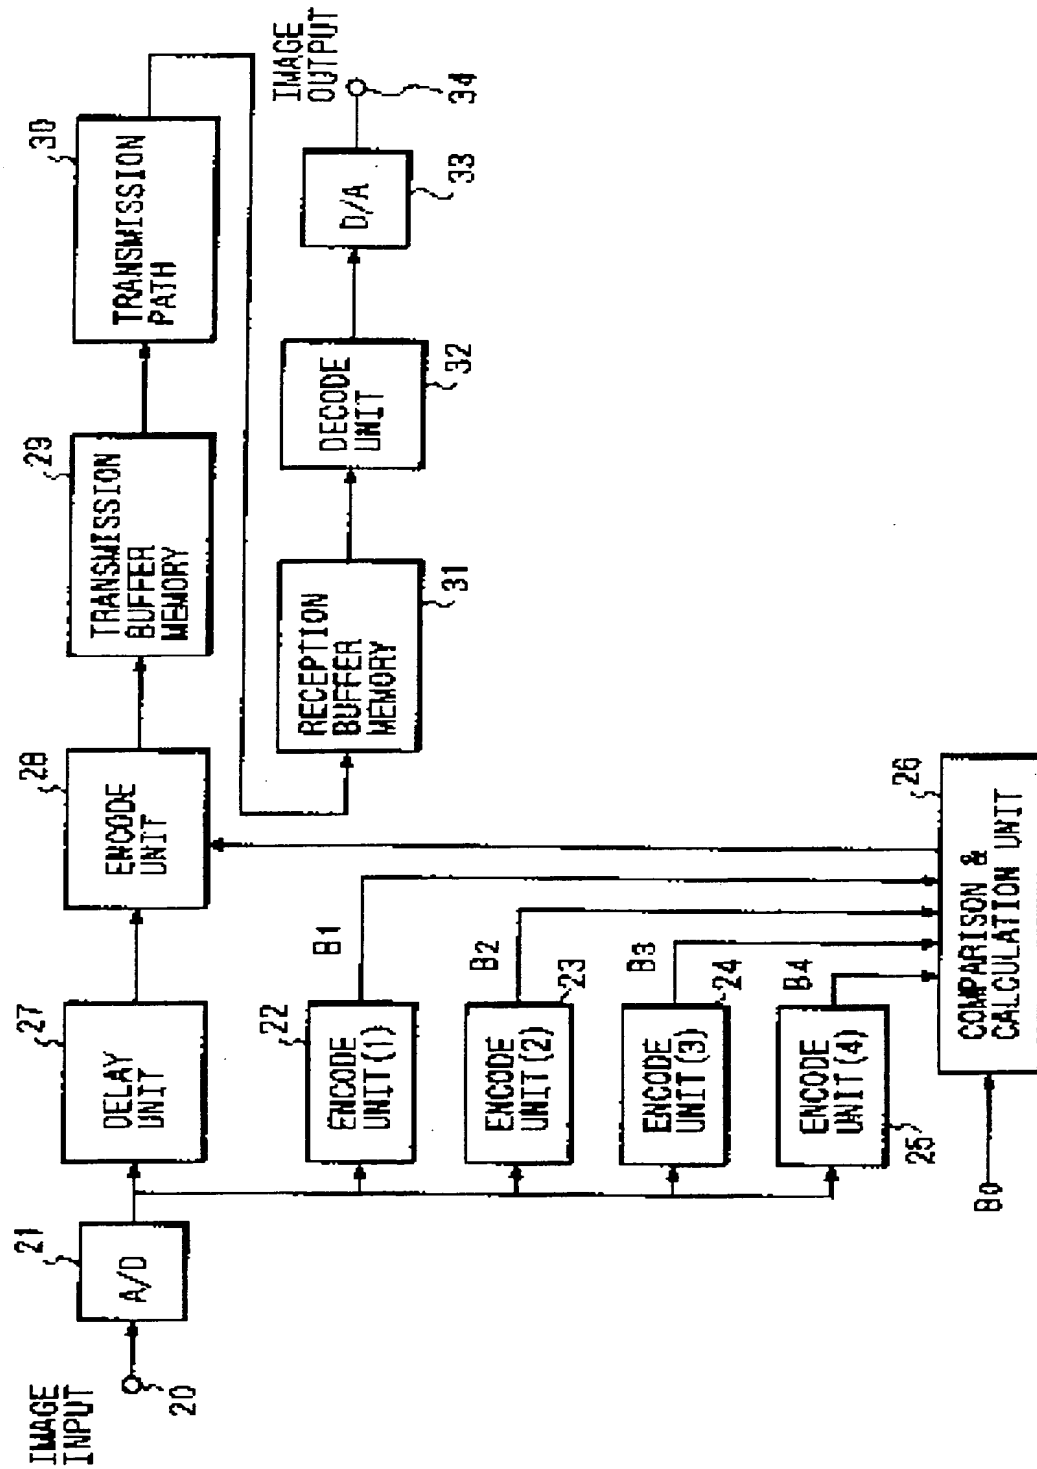 IMAGE
INPUT
20
21
A/D
27
DELAY
UNIT
28
ENCODE
UNIT
29
TRANSMISSION
BUFFER
MEMORY
30
TRANSMISSION
PATH
22
ENCODE
UNIT(1)
B1
ENCODE
UNIT(2)
23
B2
ENCODE
UNIT(3)
24
B3
ENCODE
UNIT(4)
25
B4
B0
26
COMPARISON &
CALCULATION UNIT
RECEPTION
BUFFER
MEMORY
31
DECODE
UNIT
32
D/A
33
IMAGE
OUTPUT
34